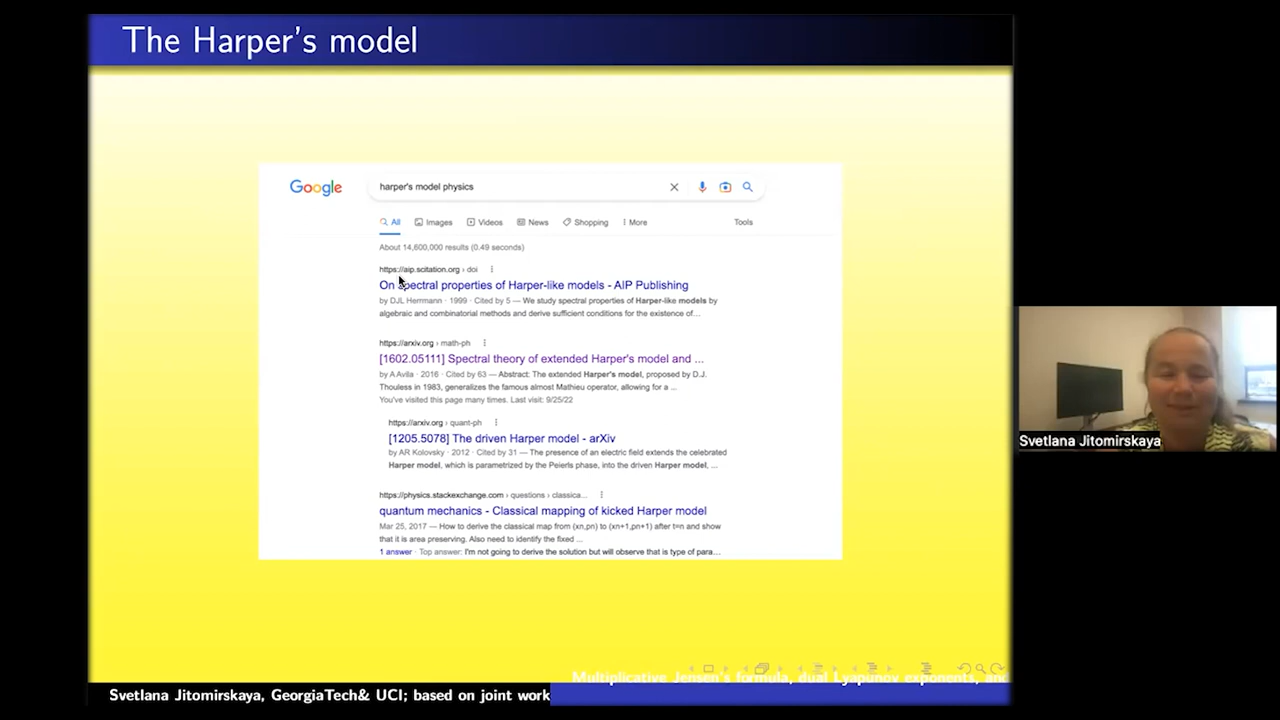 The Harper's model
Google
harper's model physics
All Images Videos News Shopping More Tools
About 14,600,000 results (0.49 seconds)
https://aip.scitation.org › doi
On spectral properties of Harper-like models - AIP Publishing
by DJL Herrmann · 1999 · Cited by 5 — We study spectral properties of Harper-like models by
algebraic and combinatorial methods and derive sufficient conditions for the existence of...
https://arxiv.org › math-ph
[1602.05111] Spectral theory of extended Harper's model and ...
by A Avila · 2016 · Cited by 63 — Abstract: The extended Harper's model, proposed by D.J.
Thouless in 1983, generalizes the famous almost Mathieu operator, allowing for a ...
You've visited this page many times. Last visit: 9/25/22
https://arxiv.org › quant-ph
[1205.5078] The driven Harper model - arXiv
by AR Kolovsky · 2012 · Cited by 31 — The presence of an electric field extends the celebrated
Harper model, which is parametrized by the Peierls phase, into the driven Harper model, ...
https://physics.stackexchange.com › questions › classica...
quantum mechanics - Classical mapping of kicked Harper model
Mar 25, 2017 — How to derive the classical map from (xn,pn) to (xn+1,pn+1) after t=n and show
that it is area preserving. Also need to identify the fixed ...
1 answer · Top answer: I'm not going to derive the solution but will observe that is type of para...
Svetlana Jitomirskaya
Multiplicative Jensen's formula, dual Lyapunov exponents, and
Svetlana Jitomirskaya, GeorgiaTech& UCI; based on joint work